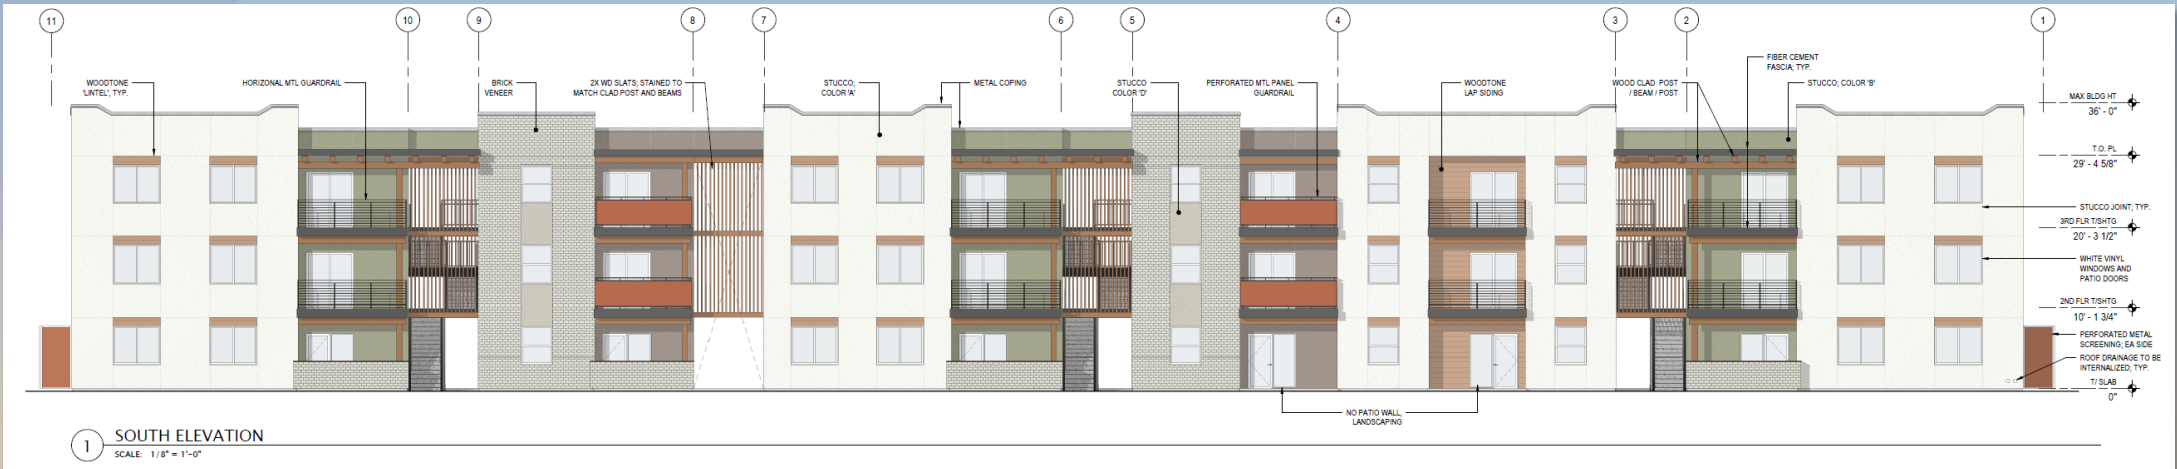 11
10
9
8
7
6
5
4
3
2
1
WOODTONE
'LINTEL', TYP.
HORIZONAL MTL GUARDRAIL
BRICK
VENEER
2X WD SLATS; STAINED TO
MATCH CLAD POST AND BEAMS
STUCCO;
COLOR 'A'
METAL COPING
STUCCO
COLOR 'D'
PERFORATED MTL PANEL
GUARDRAIL
WOODTONE
LAP SIDING
WOOD CLAD POST
/ BEAM / POST
FIBER CEMENT
FASCIA; TYP.
STUCCO; COLOR 'B'
MAX BLDG HT
36' - 0"
T.O. PL
29' - 4 5/8"
STUCCO JOINT; TYP.
3RD FLR T/SHTG
20' - 3 1/2"
WHITE VINYL
WINDOWS AND
PATIO DOORS
2ND FLR T/SHTG
10' - 1 3/4"
PERFORATED METAL
SCREENING; EA SIDE
ROOF DRAINAGE TO BE
INTERNALIZED; TYP.
T/ SLAB
0"
NO PATIO WALL,
LANDSCAPING
1
SOUTH ELEVATION
SCALE: 1/8" = 1'-0"